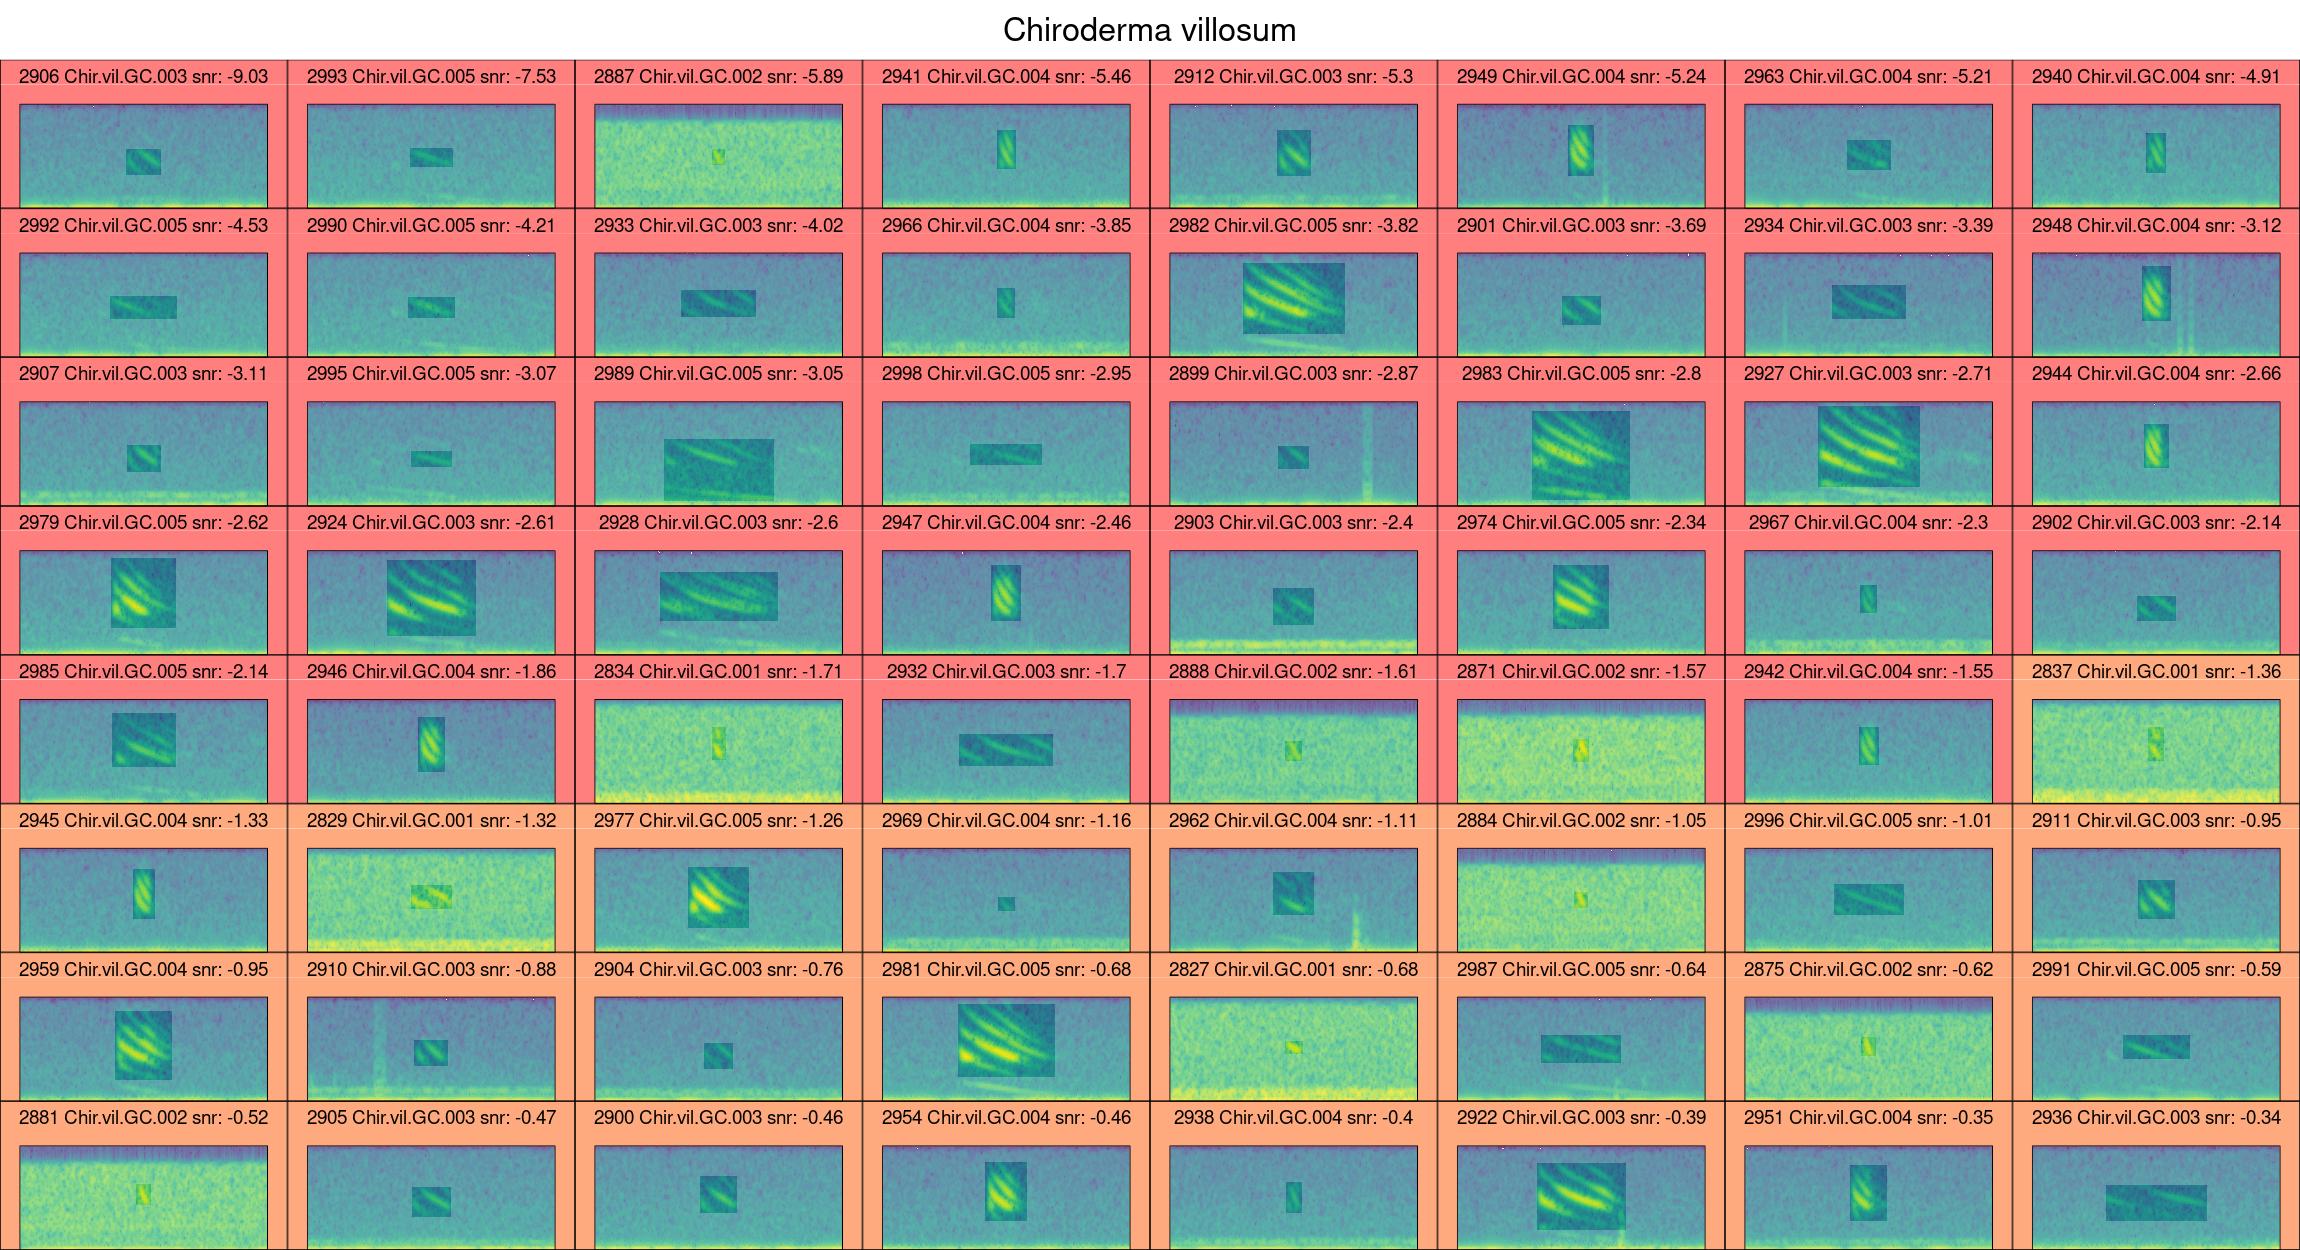 Chiroderma villosum
2906 Chir.vil.GC.003 snr: -9.03 2993 Chir.vil.GC.005 snr: -7.53 2887 Chir.vil.GC.002 snr: -5.89 2941 Chir.vil.GC.004 snr: -5.46 2912 Chir.vil.GC.003 snr: -5.3 2949 Chir.vil.GC.004 snr: -5.24 2963 Chir.vil.GC.004 snr: -5.21 2940 Chir.vil.GC.004 snr: -4.91
2992 Chir.vil.GC.005 snr: -4.53 2990 Chir.vil.GC.005 snr: -4.21 2933 Chir.vil.GC.003 snr: -4.02 2966 Chir.vil.GC.004 snr: -3.85 2982 Chir.vil.GC.005 snr: -3.82 2901 Chir.vil.GC.003 snr: -3.69 2934 Chir.vil.GC.003 snr: -3.39 2948 Chir.vil.GC.004 snr: -3.12
2907 Chir.vil.GC.003 snr: -3.11 2995 Chir.vil.GC.005 snr: -3.07 2989 Chir.vil.GC.005 snr: -3.05 2998 Chir.vil.GC.005 snr: -2.95 2899 Chir.vil.GC.003 snr: -2.87 2983 Chir.vil.GC.005 snr: -2.8 2927 Chir.vil.GC.003 snr: -2.71 2944 Chir.vil.GC.004 snr: -2.66
2979 Chir.vil.GC.005 snr: -2.62 2924 Chir.vil.GC.003 snr: -2.61 2928 Chir.vil.GC.003 snr: -2.6 2947 Chir.vil.GC.004 snr: -2.46 2903 Chir.vil.GC.003 snr: -2.4 2974 Chir.vil.GC.005 snr: -2.34 2967 Chir.vil.GC.004 snr: -2.3 2902 Chir.vil.GC.003 snr: -2.14
2985 Chir.vil.GC.005 snr: -2.14 2946 Chir.vil.GC.004 snr: -1.86 2834 Chir.vil.GC.001 snr: -1.71 2932 Chir.vil.GC.003 snr: -1.7 2888 Chir.vil.GC.002 snr: -1.61 2871 Chir.vil.GC.002 snr: -1.57 2942 Chir.vil.GC.004 snr: -1.55 2837 Chir.vil.GC.001 snr: -1.36
2945 Chir.vil.GC.004 snr: -1.33 2829 Chir.vil.GC.001 snr: -1.32 2977 Chir.vil.GC.005 snr: -1.26 2969 Chir.vil.GC.004 snr: -1.16 2962 Chir.vil.GC.004 snr: -1.11 2884 Chir.vil.GC.002 snr: -1.05 2996 Chir.vil.GC.005 snr: -1.01 2911 Chir.vil.GC.003 snr: -0.95
2959 Chir.vil.GC.004 snr: -0.95 2910 Chir.vil.GC.003 snr: -0.88 2904 Chir.vil.GC.003 snr: -0.76 2981 Chir.vil.GC.005 snr: -0.68 2827 Chir.vil.GC.001 snr: -0.68 2987 Chir.vil.GC.005 snr: -0.64 2875 Chir.vil.GC.002 snr: -0.62 2991 Chir.vil.GC.005 snr: -0.59
2881 Chir.vil.GC.002 snr: -0.52 2905 Chir.vil.GC.003 snr: -0.47 2900 Chir.vil.GC.003 snr: -0.46 2954 Chir.vil.GC.004 snr: -0.46 2938 Chir.vil.GC.004 snr: -0.4 2922 Chir.vil.GC.003 snr: -0.39 2951 Chir.vil.GC.004 snr: -0.35 2936 Chir.vil.GC.003 snr: -0.34